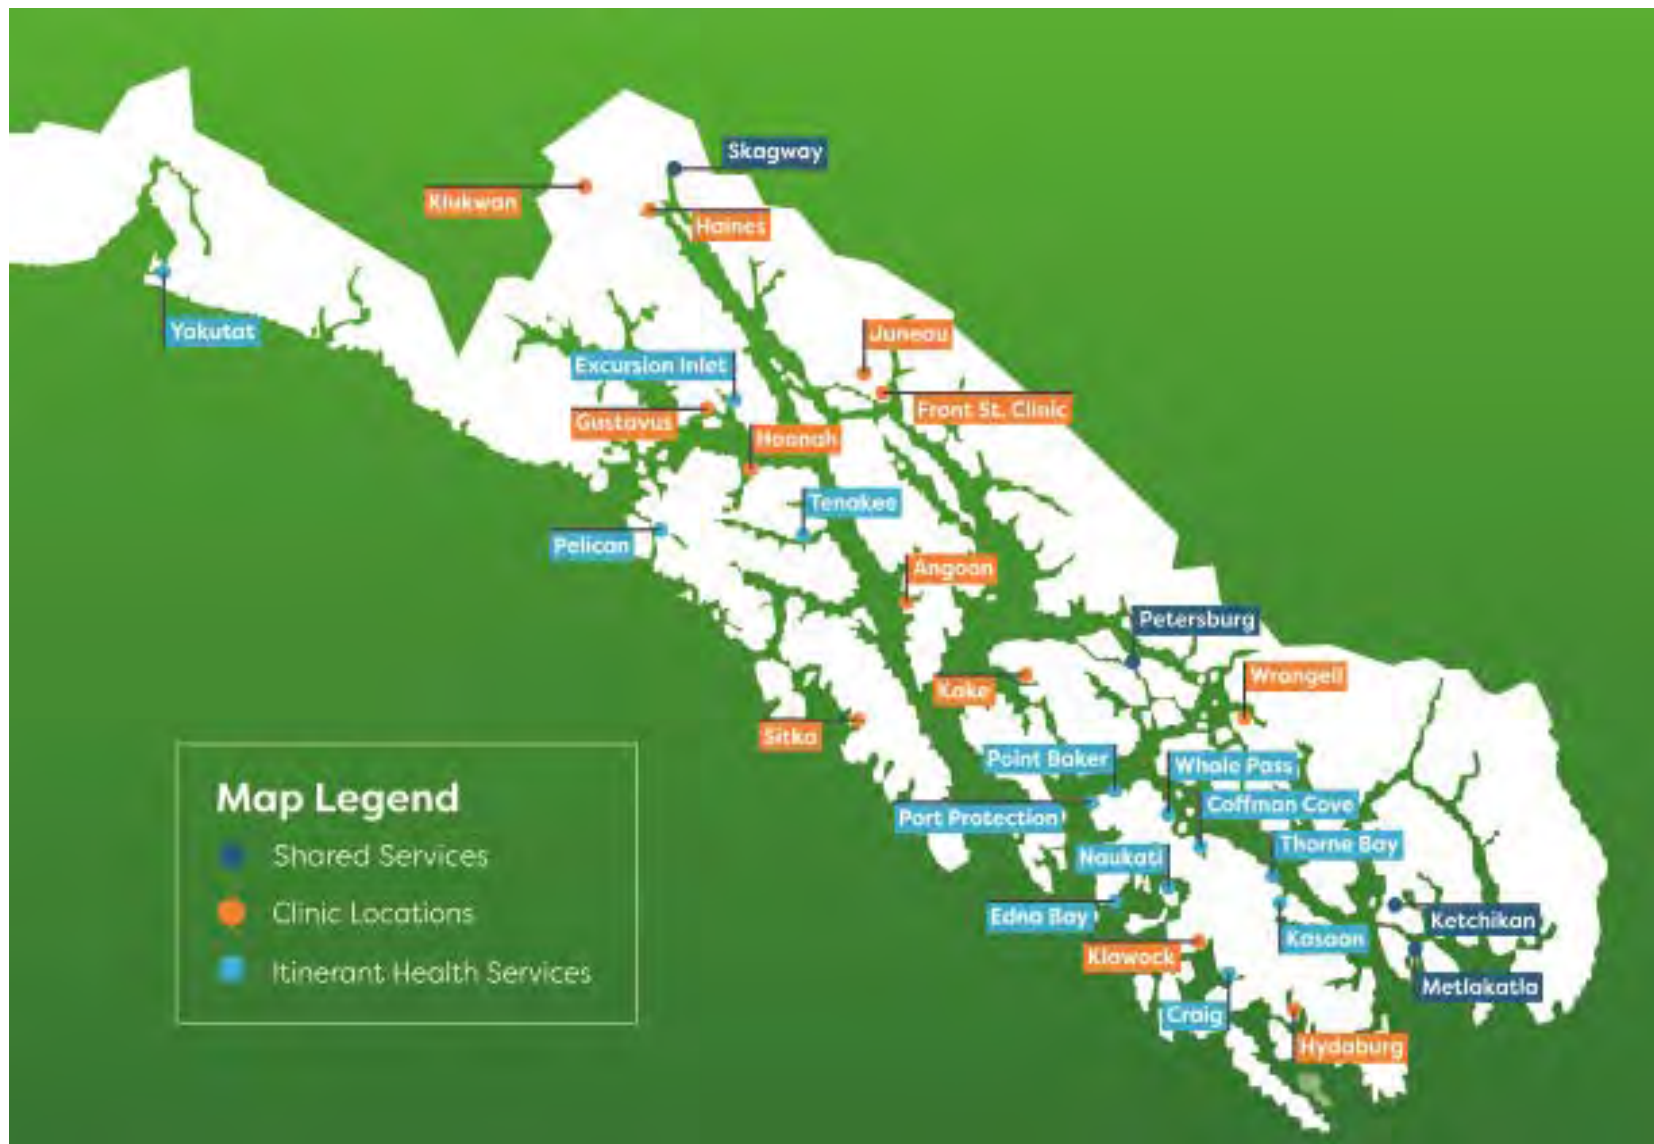 Skagway
Klukwan
Haines
Yakutat
Juneau
Excursion Inlet
Front St. Clinic
Gustavus
Hoonah
Tenakee
Pelican
Angoon
Petersburg
Wrangell
Kake
Sitka
Point Baker
Whale Pass
Coffman Cove
Port Protection
Thorne Bay
Naukati
Edna Bay
Ketchikan
Kasaan
Klawock
Metlakatla
Craig
Hydaburg
Map Legend
Shared Services
Clinic Locations
Itinerant Health Services